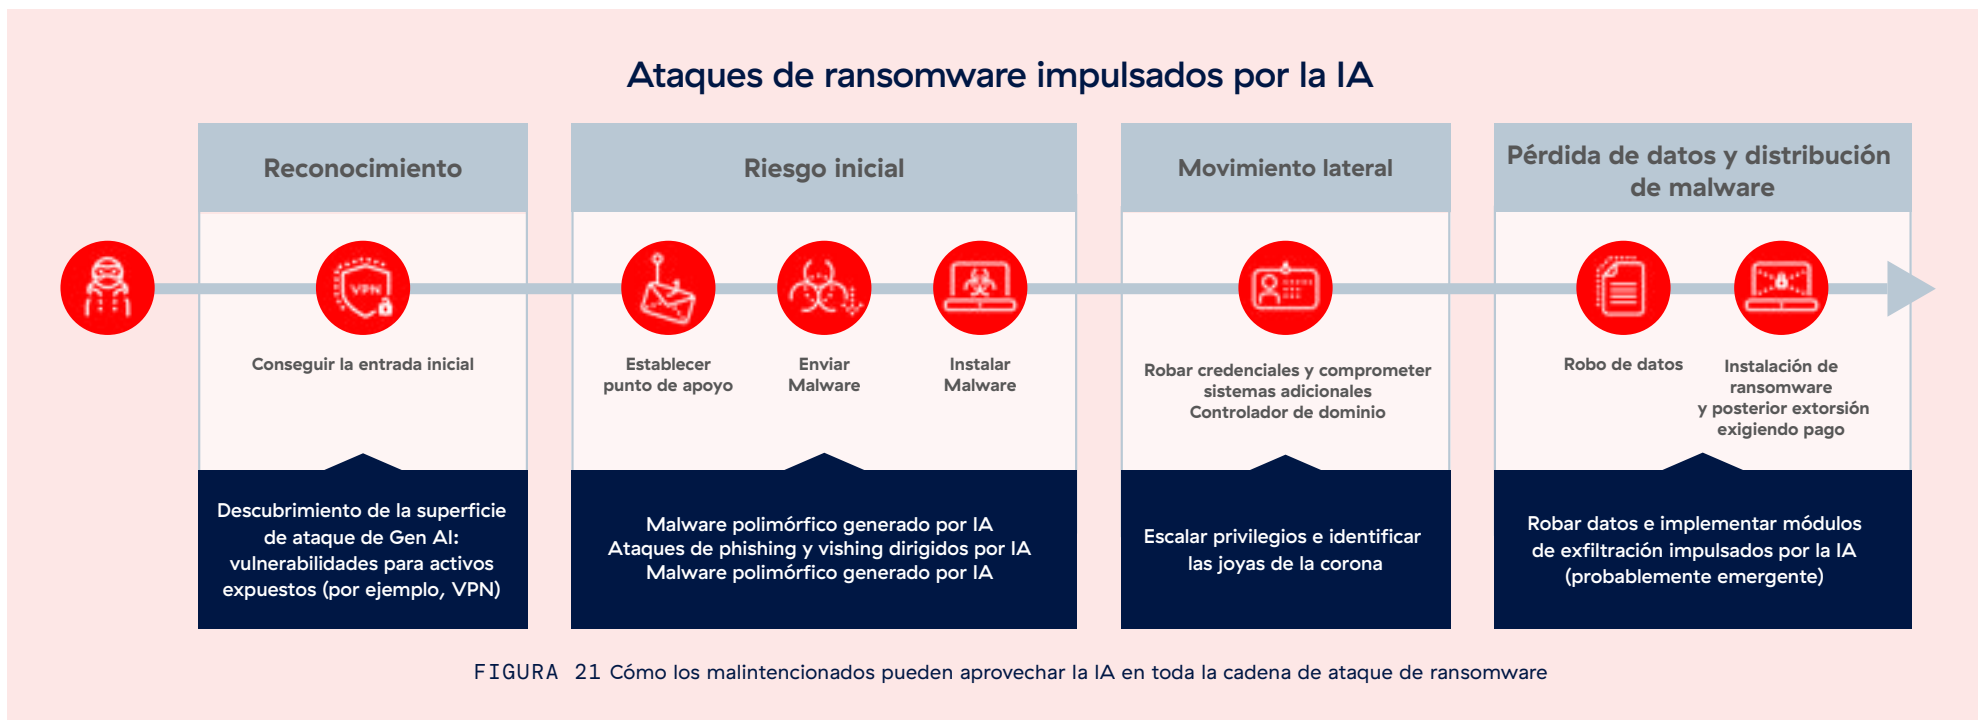 Ataques de ransomware impulsados por la IA
Reconocimiento
VPN
Conseguir la entrada inicial
Descubrimiento de la superficie
de ataque de Gen AI:
vulnerabilidades para activos
expuestos (por ejemplo, VPN)
Riesgo inicial
Establecer
punto de apoyo
Enviar
Malware
Instalar
Malware
Malware polimórfico generado por IA
Ataques de phishing y vishing dirigidos por IA
Malware polimórfico generado por IA
Movimiento lateral
Robar credenciales y comprometer
sistemas adicionales
Controlador de dominio
Escalar privilegios e identificar
las joyas de la corona
Pérdida de datos y distribución
de malware
Robo de datos
Instalación de
ransomware
y posterior extorsión
exigiendo pago
Robar datos e implementar módulos
de exfiltración impulsados por la IA
(probablemente emergente)
FIGURA 21 Cómo los malintencionados pueden aprovechar la IA en toda la cadena de ataque de ransomware